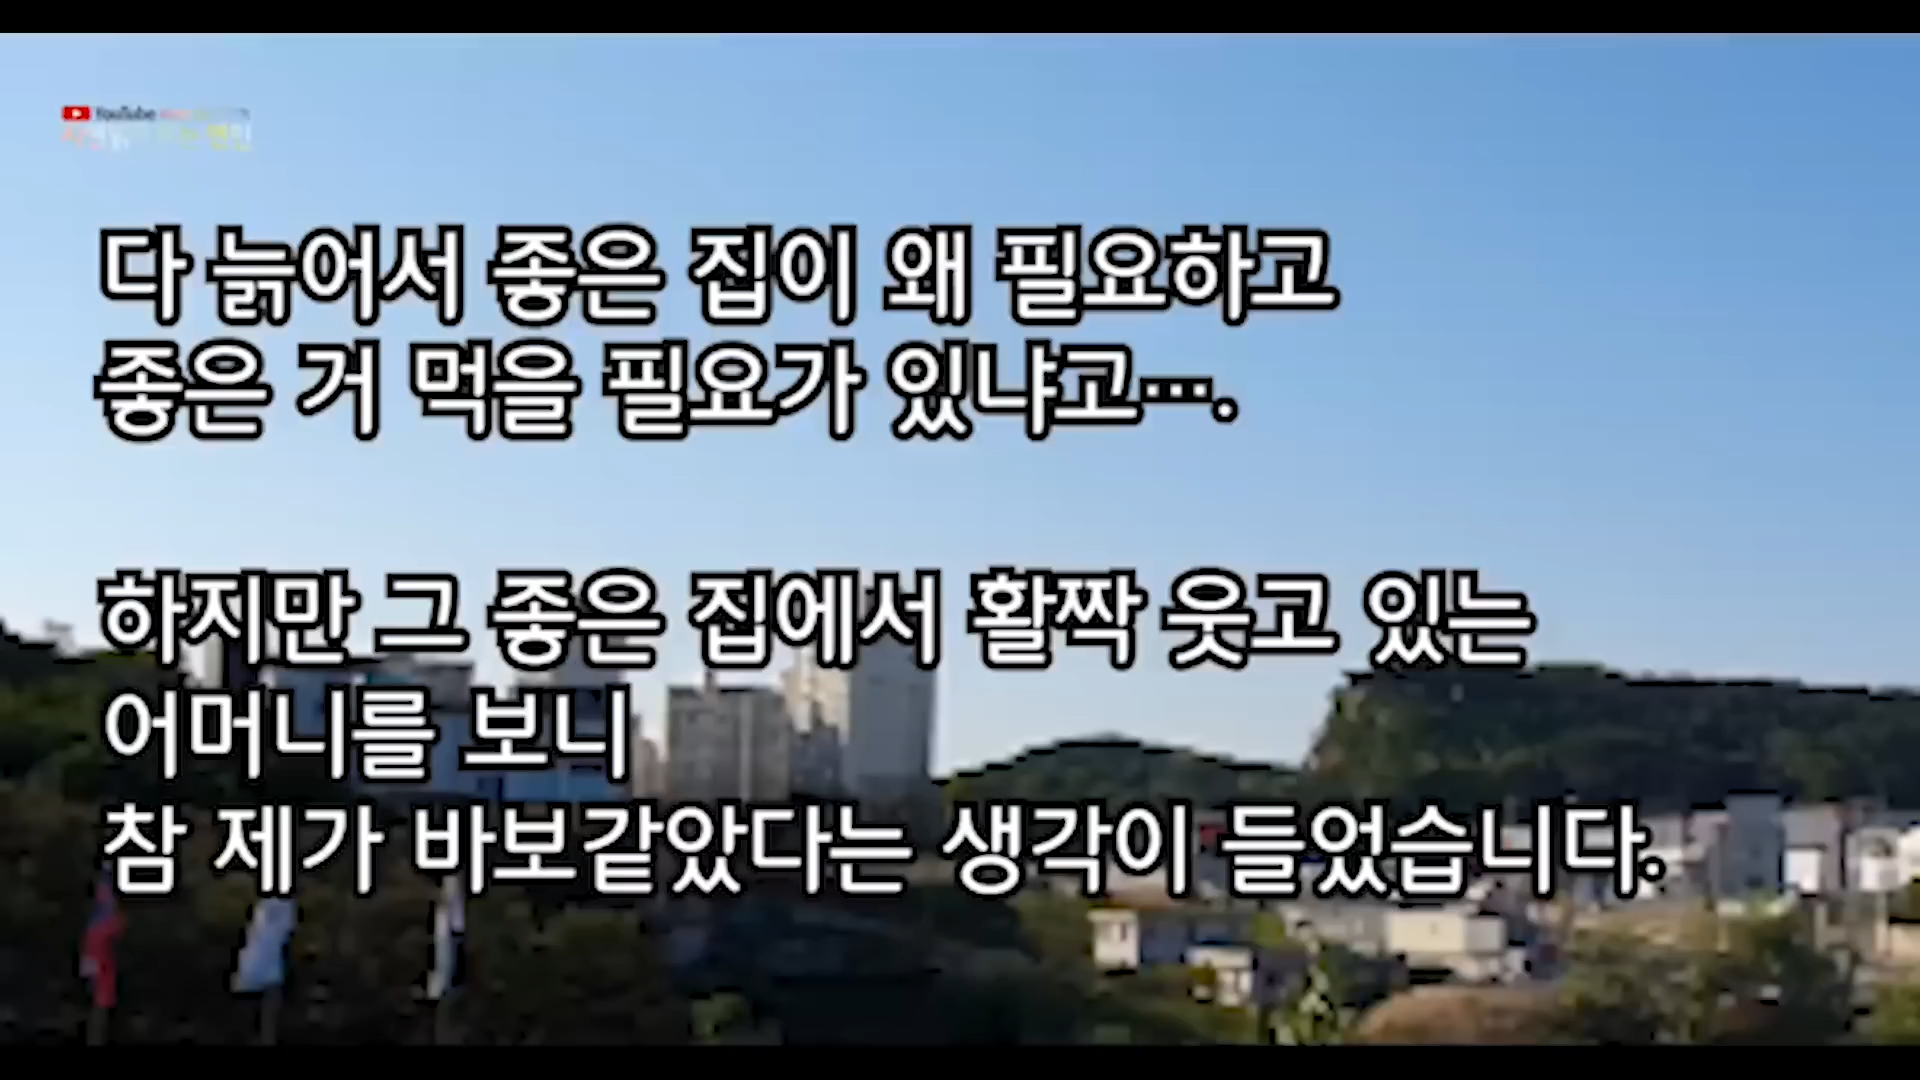 YouTube
다 늙어서 좋은 집이 왜 필요하고
좋은 거 먹을 필요가 있냐고….
하지만 그 좋은 집에서 활짝 웃고 있는
어머니를 보니
참 제가 바보같았다는 생각이 들었습니다.